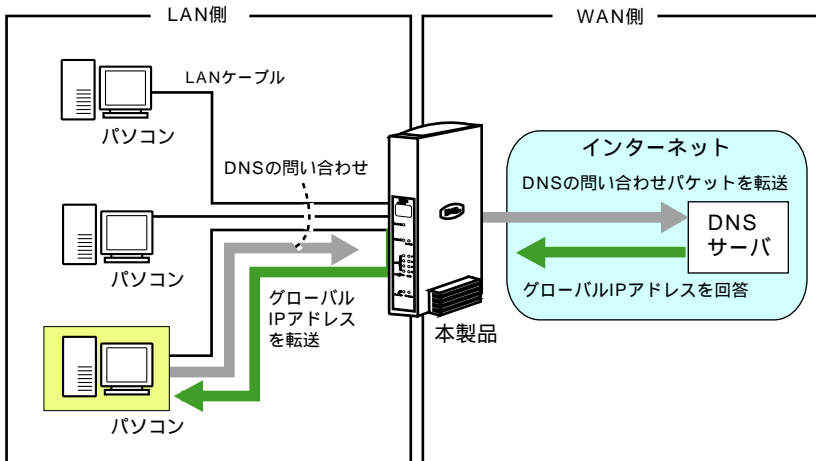 LAN側
WAN側
LANケーブル
パソコン
DNSの問い合わせ
インターネット
DNSの問い合わせパケットを転送
DNS
サーバ
パソコン
グローバル
IPアドレス
を転送
グローバルIPアドレスを回答
本製品
パソコン